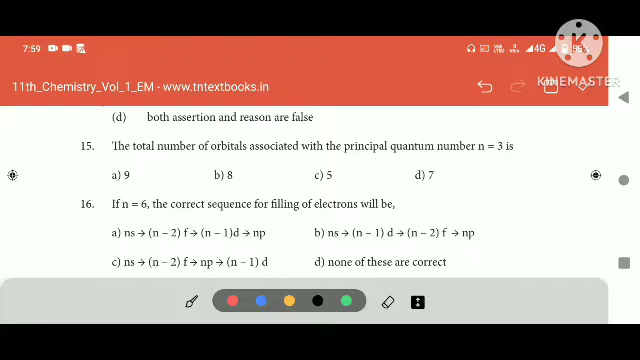 7:59 4G 95%
KINEMASTER
11th_Chemistry_Vol_1_EM - www.tntextbooks.in
(d) both assertion and reason are false
15. The total number of orbitals associated with the principal quantum number n = 3 is
a) 9 b) 8 c) 5 d) 7
16. If n = 6, the correct sequence for filling of electrons will be,
a) ns → (n – 2) f → (n – 1)d → np b) ns → (n – 1) d → (n – 2) f → np
c) ns → (n – 2) f → np → (n – 1) d d) none of these are correct